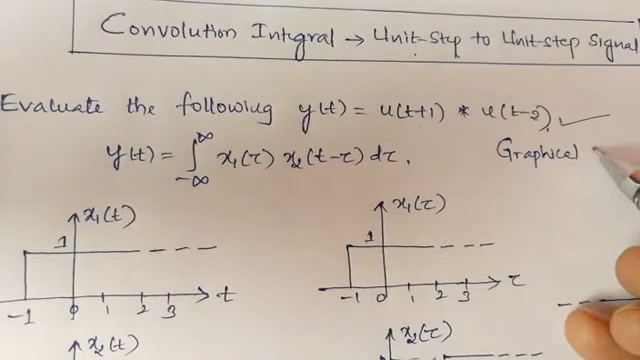 Convolution Integral → Unit-Step to Unit-step Signal
Evaluate the following y(t) = u(t+1) * u(t-2)
y(t) = ∫_{-∞}^{∞} x₁(τ) x₂(t-τ) dτ.
Graphical
x₁(t)
1
-1 0 1 2 3 t
x₁(τ)
1
-1 0 1 2 3 τ
x₂(t)
x₂(τ)